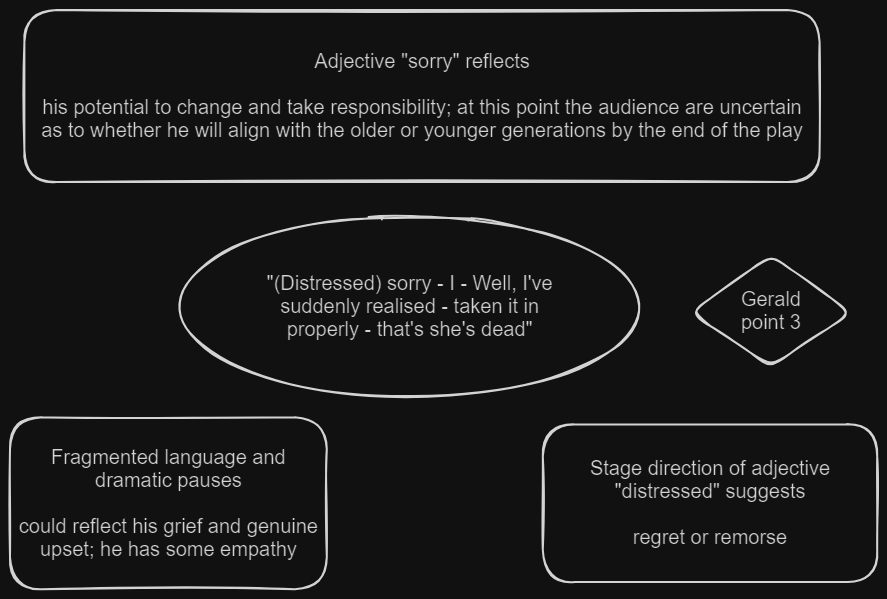 Adjective "sorry" reflects
his potential to change and take responsibility; at this point the audience are uncertain
as to whether he will align with the older or younger generations by the end of the play
"(Distressed) sorry - I - Well, I've
suddenly realised - taken it in
properly - that's she's dead"
Gerald
point 3
Fragmented language and
dramatic pauses
could reflect his grief and genuine
upset; he has some empathy
Stage direction of adjective
"distressed" suggests
regret or remorse